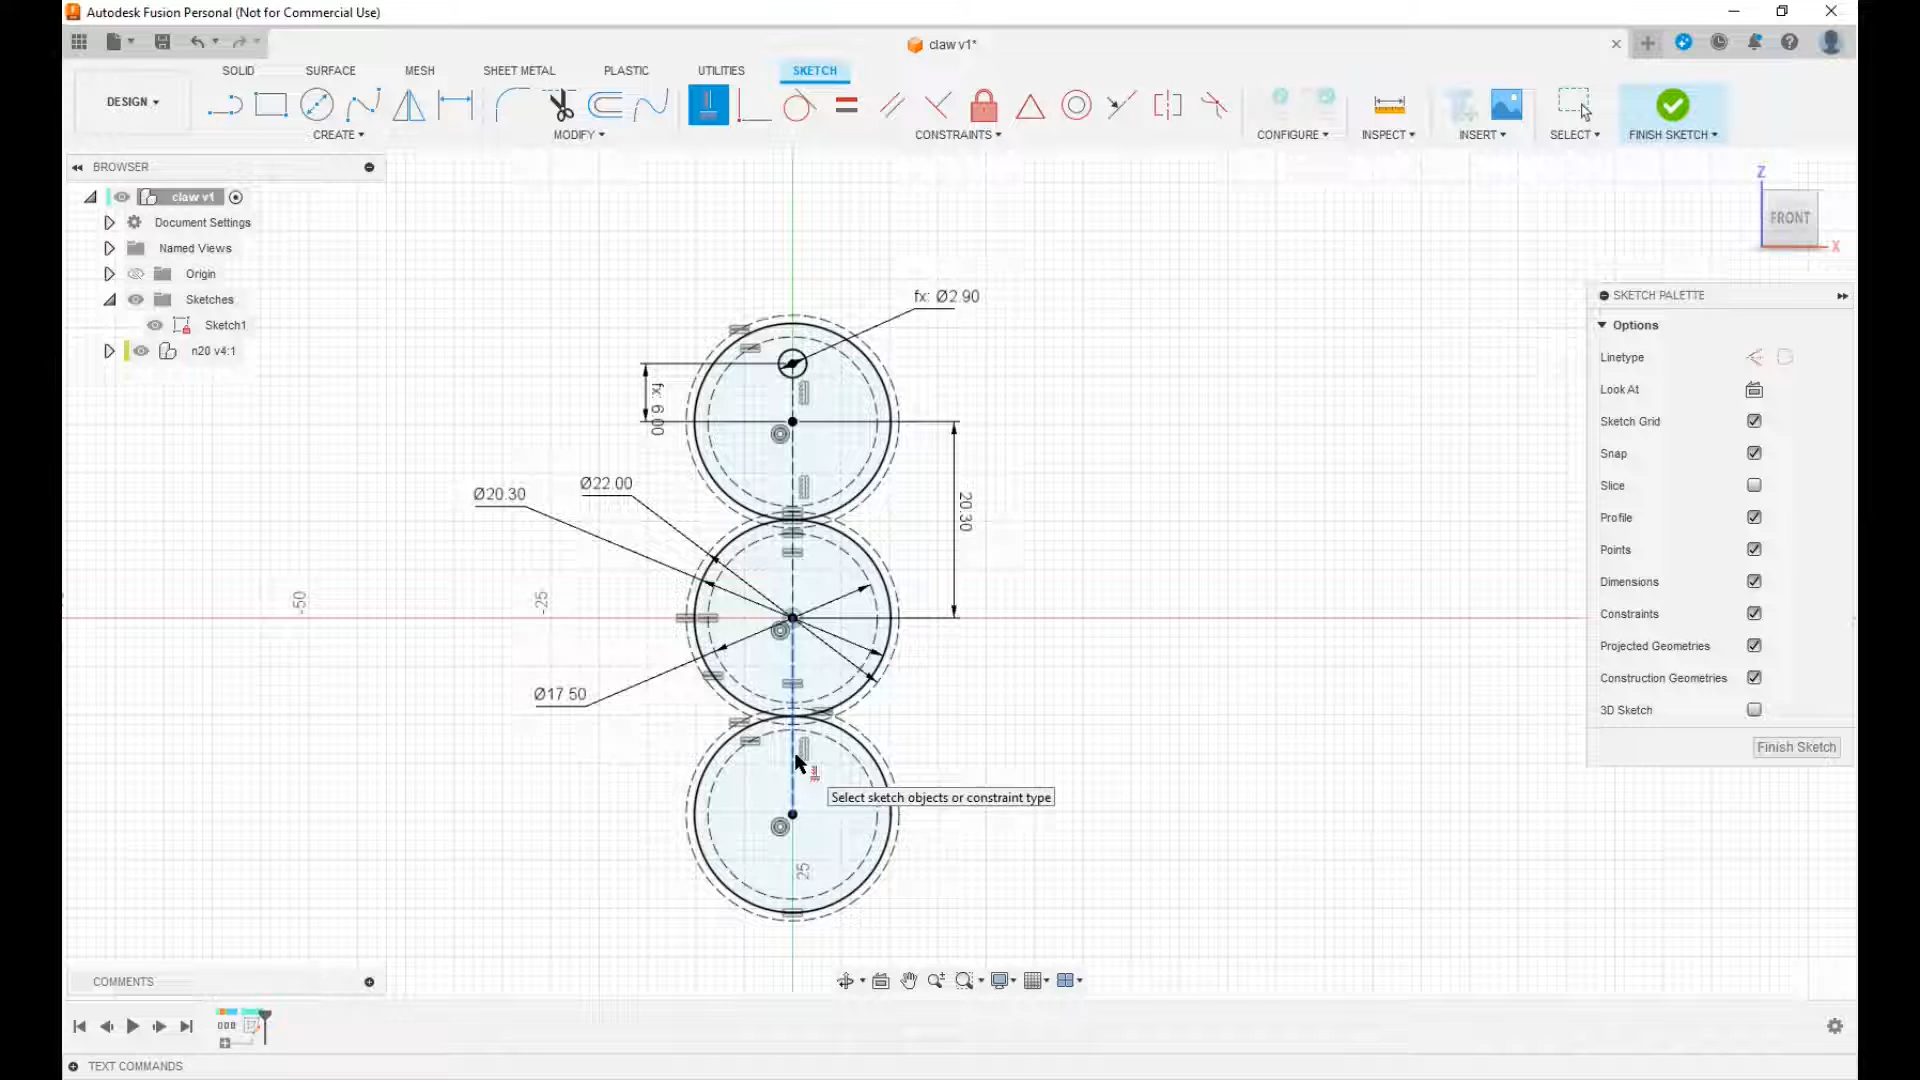 Autodesk Fusion Personal (Not for Commercial Use)
claw v1*
SOLID
SURFACE
MESH
SHEET METAL
PLASTIC
UTILITIES
SKETCH
DESIGN
CREATE
MODIFY
CONSTRAINTS
CONFIGURE
INSPECT
INSERT
SELECT
FINISH SKETCH
BROWSER
claw v1
Document Settings
Named Views
Origin
Sketches
Sketch1
n20 v4:1
Z
FRONT
X
SKETCH PALETTE
Options
Linetype
Look At
Sketch Grid
Snap
Slice
Profile
Points
Dimensions
Constraints
Projected Geometries
Construction Geometries
3D Sketch
Finish Sketch
fx: Ø2.90
fx: 6.00
Ø22.00
Ø20.30
20.30
-50
-25
Ø17.50
Select sketch objects or constraint type
25
COMMENTS
TEXT COMMANDS